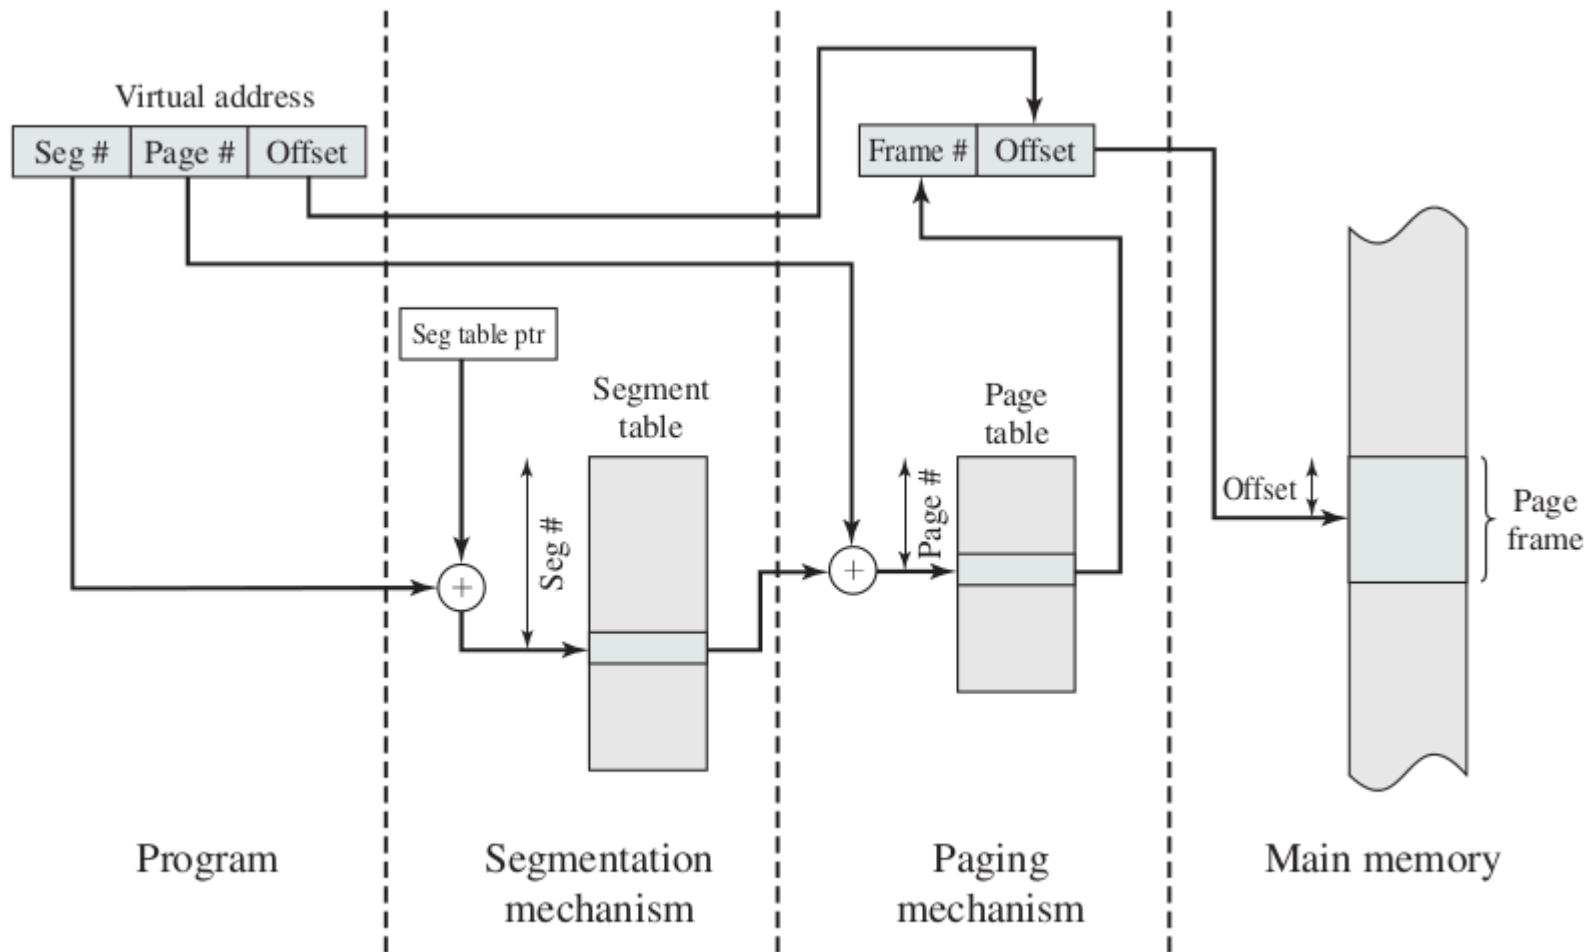 Virtual address
Seg #
Page #
Offset
Frame #
Offset
Seg table ptr
Segment
table
Seg #
+
Page
table
Page #
+
Offset
Page
frame
Program
Segmentation
mechanism
Paging
mechanism
Main memory